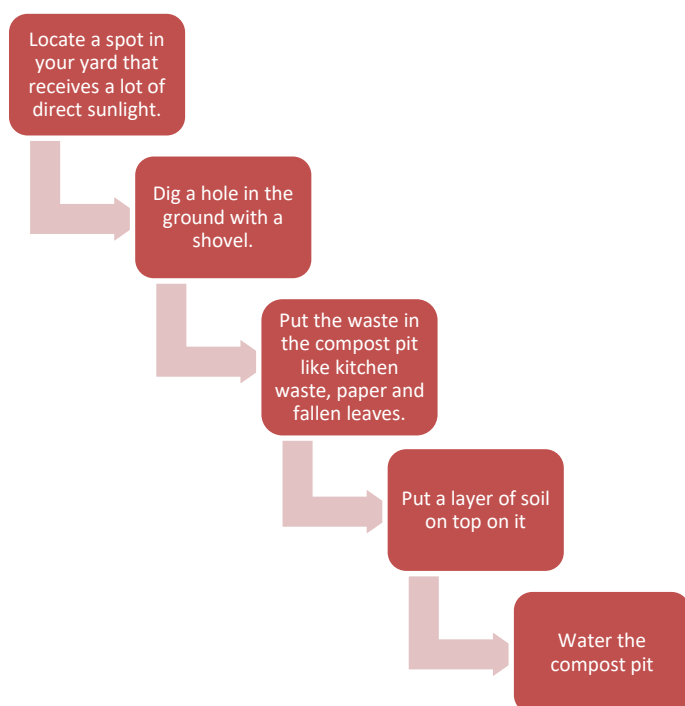 Locate a spot in
your yard that
receives a lot of
direct sunlight.
Dig a hole in the
ground with a
shovel.
Put the waste in
the compost pit
like kitchen
waste, paper and
fallen leaves.
Put a layer of soil
on top on it
Water the
compost pit